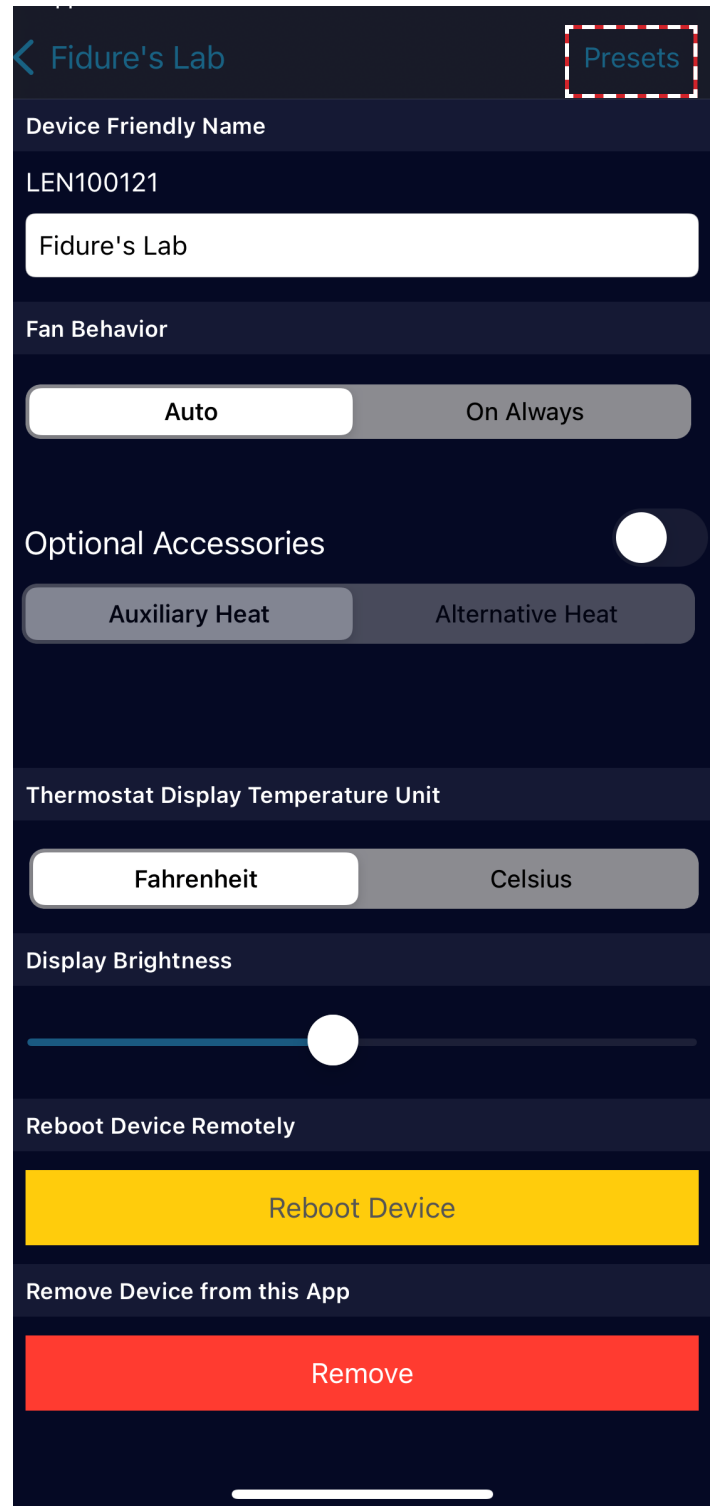 Fidure's Lab Presets
Device Friendly Name
LEN100121
Fidure's Lab
Fan Behavior
Auto On Always
Optional Accessories
Auxiliary Heat Alternative Heat
Thermostat Display Temperature Unit
Fahrenheit Celsius
Display Brightness
Reboot Device Remotely
Reboot Device
Remove Device from this App
Remove